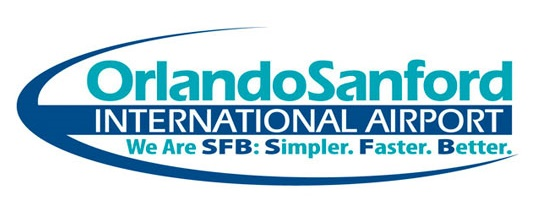 OrlandoSanford
INTERNATIONAL AIRPORT
We Are SFB: Simpler. Faster. Better.